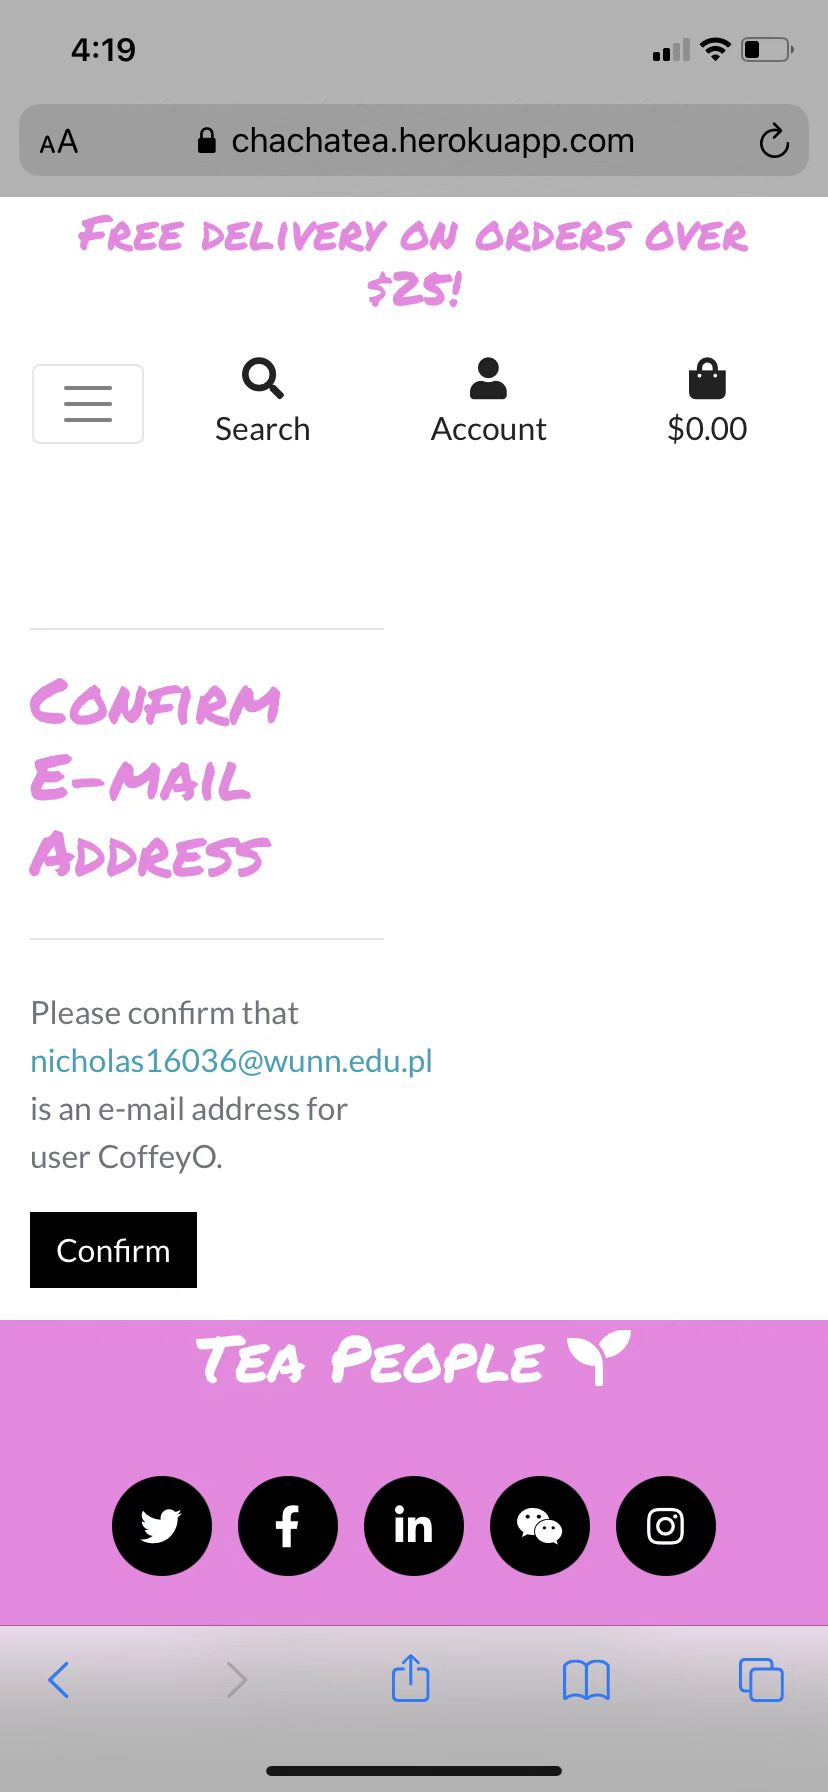 4:19
AA chachatea.herokuapp.com
Free delivery on orders over
$25!
Search Account $0.00
Confirm
E-mail
Address
Please confirm that
nicholas16036@wunn.edu.pl
is an e-mail address for
user CoffeyO.
Confirm
Tea People